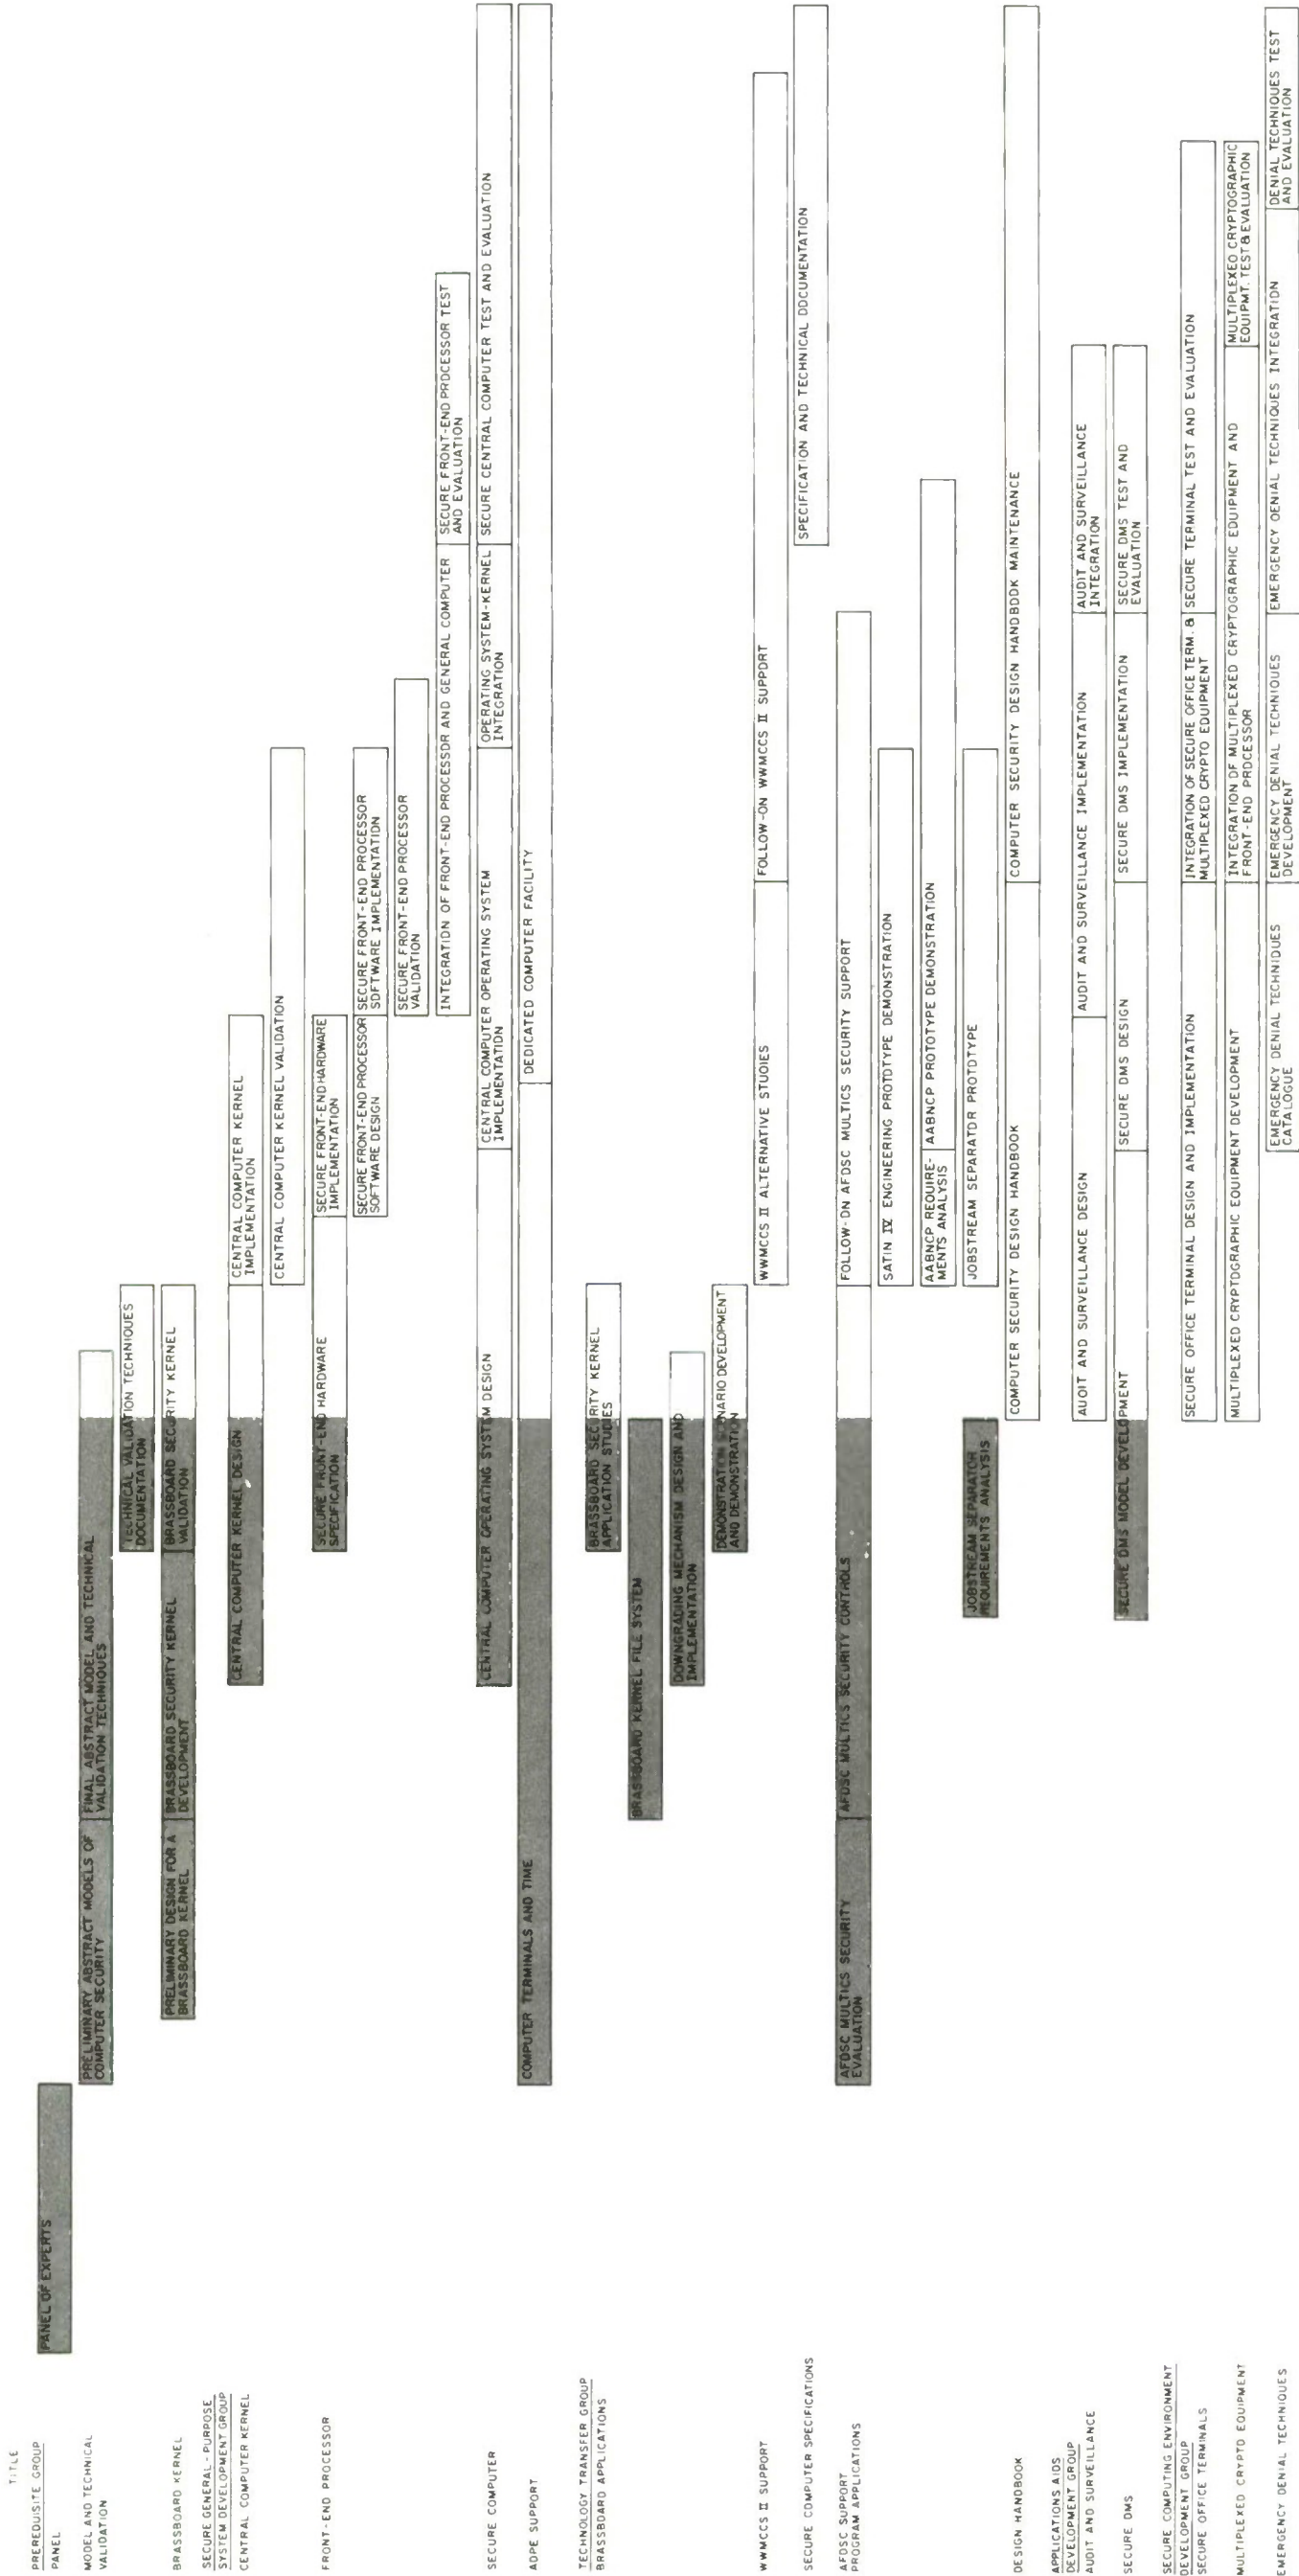 TITLE
PREREQUISITE GROUP
PANEL
PANEL OF EXPERTS
MODEL AND TECHNICAL
VALIDATION
PRELIMINARY ABSTRACT MODELS OF
COMPUTER SECURITY
FINAL ABSTRACT MODEL AND TECHNICAL
VALIDATION TECHNIQUES
TECHNICAL VALIDATION TECHNIQUES
DOCUMENTATION
BRASSBOARD KERNEL
PRELIMINARY DESIGN FOR A
BRASSBOARD KERNEL
BRASSBOARD SECURITY KERNEL
DEVELOPMENT
BRASSBOARD SECURITY KERNEL
VALIDATION
SECURE GENERAL-PURPOSE
SYSTEM DEVELOPMENT GROUP
CENTRAL COMPUTER KERNEL
CENTRAL COMPUTER KERNEL DESIGN
CENTRAL COMPUTER KERNEL
IMPLEMENTATION
CENTRAL COMPUTER KERNEL VALIDATION
FRONT-END PROCESSOR
SECURE FRONT-END HARDWARE
SPECIFICATION
SECURE FRONT-END HARDWARE
IMPLEMENTATION
SECURE FRONT-END PROCESSOR
SOFTWARE DESIGN
SECURE FRONT-END PROCESSOR
SOFTWARE IMPLEMENTATION
SECURE FRONT-END PROCESSOR
VALIDATION
INTEGRATION OF FRONT-END PROCESSOR AND GENERAL COMPUTER
SECURE FRONT-END PROCESSOR TEST
AND EVALUATION
SECURE COMPUTER
CENTRAL COMPUTER OPERATING SYSTEM DESIGN
CENTRAL COMPUTER OPERATING SYSTEM
IMPLEMENTATION
OPERATING SYSTEM-KERNEL
INTEGRATION
SECURE CENTRAL COMPUTER TEST AND EVALUATION
ADPE SUPPORT
COMPUTER TERMINALS AND TIME
DEDICATED COMPUTER FACILITY
TECHNOLOGY TRANSFER GROUP
BRASSBOARD APPLICATIONS
BRASSBOARD SECURITY KERNEL
APPLICATION STUDIES
BRASSBOARD KERNEL FILE SYSTEM
DOWNGRADING MECHANISM DESIGN AND
IMPLEMENTATION
DEMONSTRATION SCENARIO DEVELOPMENT
AND DEMONSTRATION
WWMCCS II SUPPORT
WWMCCS II ALTERNATIVE STUDIES
FOLLOW-ON WWMCCS II SUPPORT
SECURE COMPUTER SPECIFICATIONS
SPECIFICATION AND TECHNICAL DOCUMENTATION
AFDSC SUPPORT
PROGRAM APPLICATIONS
AFDSC MULTICS SECURITY
EVALUATION
AFDSC MULTICS SECURITY CONTROLS
FOLLOW-ON AFDSC MULTICS SECURITY SUPPORT
SATIN IV ENGINEERING PROTOTYPE DEMONSTRATION
AABNCP REQUIRE-
MENTS ANALYSIS
AABNCP PROTOTYPE DEMONSTRATION
JOBSTREAM SEPARATOR
REQUIREMENTS ANALYSIS
JOBSTREAM SEPARATOR PROTOTYPE
DESIGN HANDBOOK
COMPUTER SECURITY DESIGN HANDBOOK
COMPUTER SECURITY DESIGN HANDBOOK MAINTENANCE
APPLICATIONS AIDS
DEVELOPMENT GROUP
AUDIT AND SURVEILLANCE
AUDIT AND SURVEILLANCE DESIGN
AUDIT AND SURVEILLANCE IMPLEMENTATION
AUDIT AND SURVEILLANCE
INTEGRATION
SECURE DMS
SECURE DMS MODEL DEVELOPMENT
SECURE DMS DESIGN
SECURE DMS IMPLEMENTATION
SECURE DMS TEST AND
EVALUATION
SECURE COMPUTING ENVIRONMENT
DEVELOPMENT GROUP
SECURE OFFICE TERMINALS
SECURE OFFICE TERMINAL DESIGN AND IMPLEMENTATION
INTEGRATION OF SECURE OFFICE TERM. &
MULTIPLEXED CRYPTO EQUIPMENT
SECURE TERMINAL TEST AND EVALUATION
MULTIPLEXED CRYPTO EQUIPMENT
MULTIPLEXED CRYPTOGRAPHIC EQUIPMENT DEVELOPMENT
INTEGRATION OF MULTIPLEXED CRYPTOGRAPHIC EQUIPMENT AND
FRONT-END PROCESSOR
MULTIPLEXED CRYPTOGRAPHIC
EQUIPMT. TEST & EVALUATION
EMERGENCY DENIAL TECHNIQUES
EMERGENCY DENIAL TECHNIQUES
CATALOGUE
EMERGENCY DENIAL TECHNIQUES
DEVELOPMENT
EMERGENCY DENIAL TECHNIQUES INTEGRATION
DENIAL TECHNIQUES TEST
AND EVALUATION